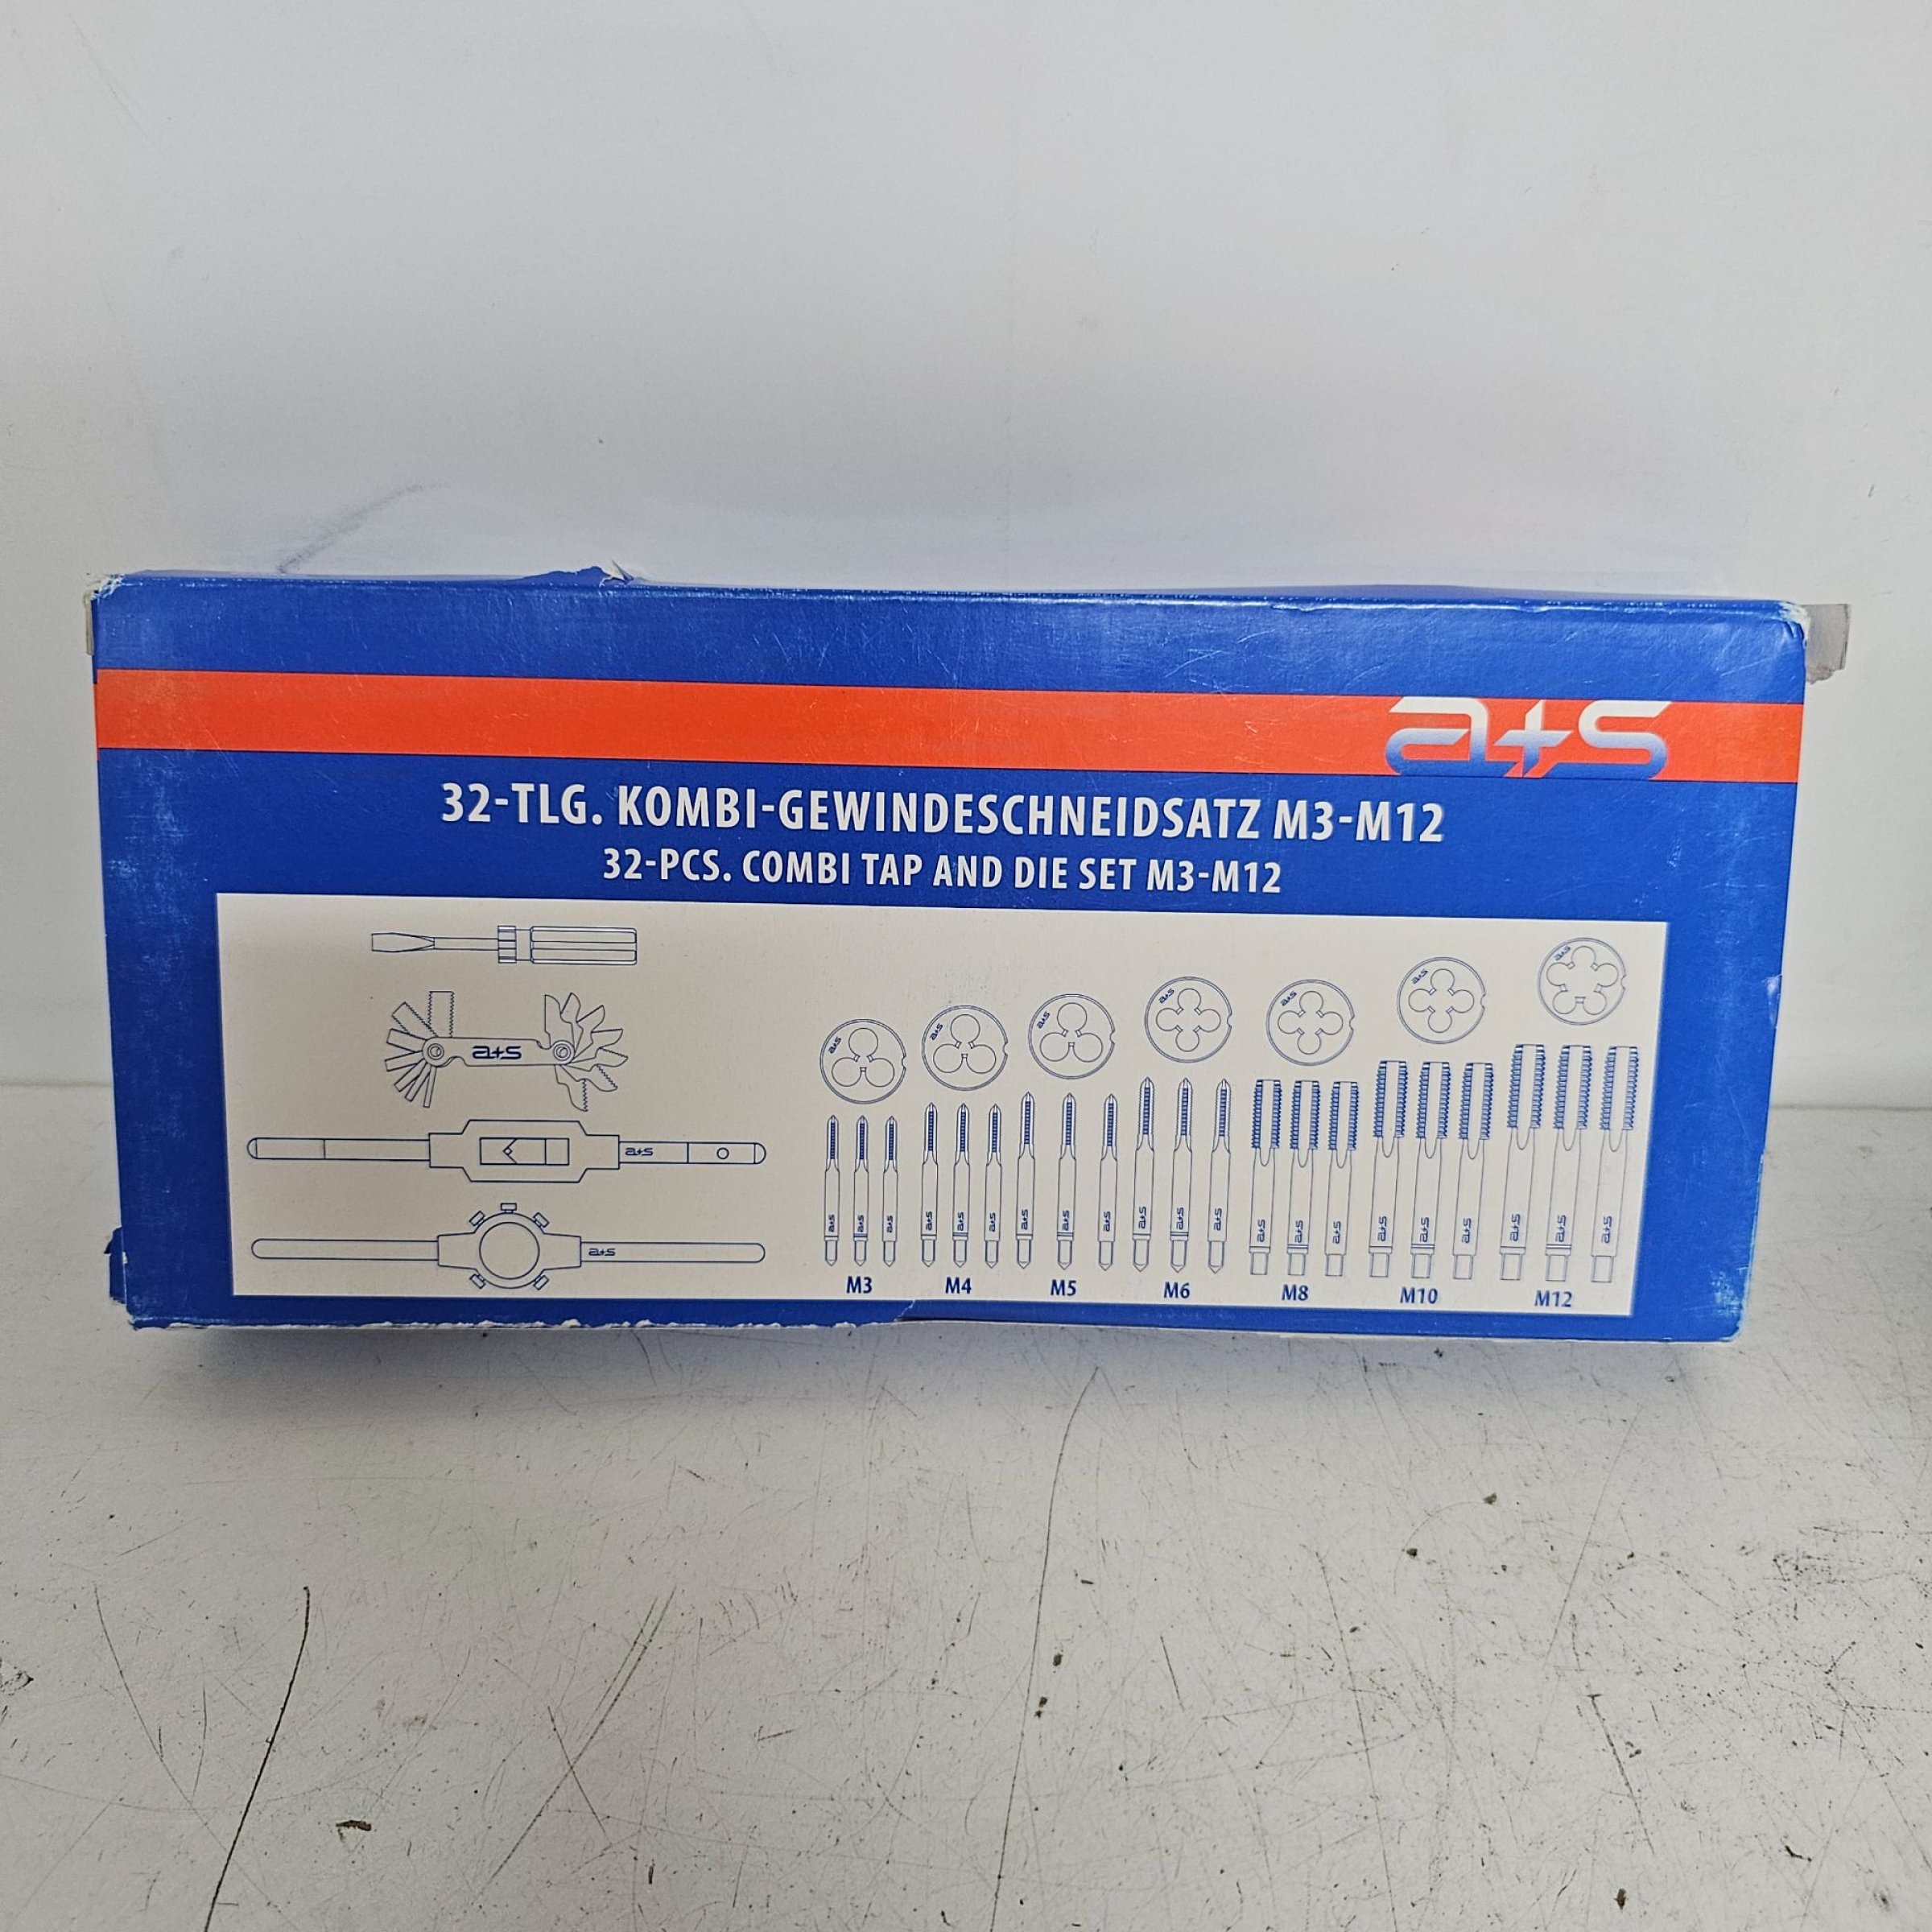 a+s
32-TLG. KOMBI-GEWINDESCHNEIDSATZ M3-M12
32-PCS. COMBI TAP AND DIE SET M3-M12
a+s
a+s
a+s
a+s a+s a+s a+s a+s a+s a+s
a+s a+s a+s a+s a+s a+s a+s a+s a+s a+s a+s a+s a+s a+s a+s a+s a+s a+s a+s a+s a+s
M3 M4 M5 M6 M8 M10 M12